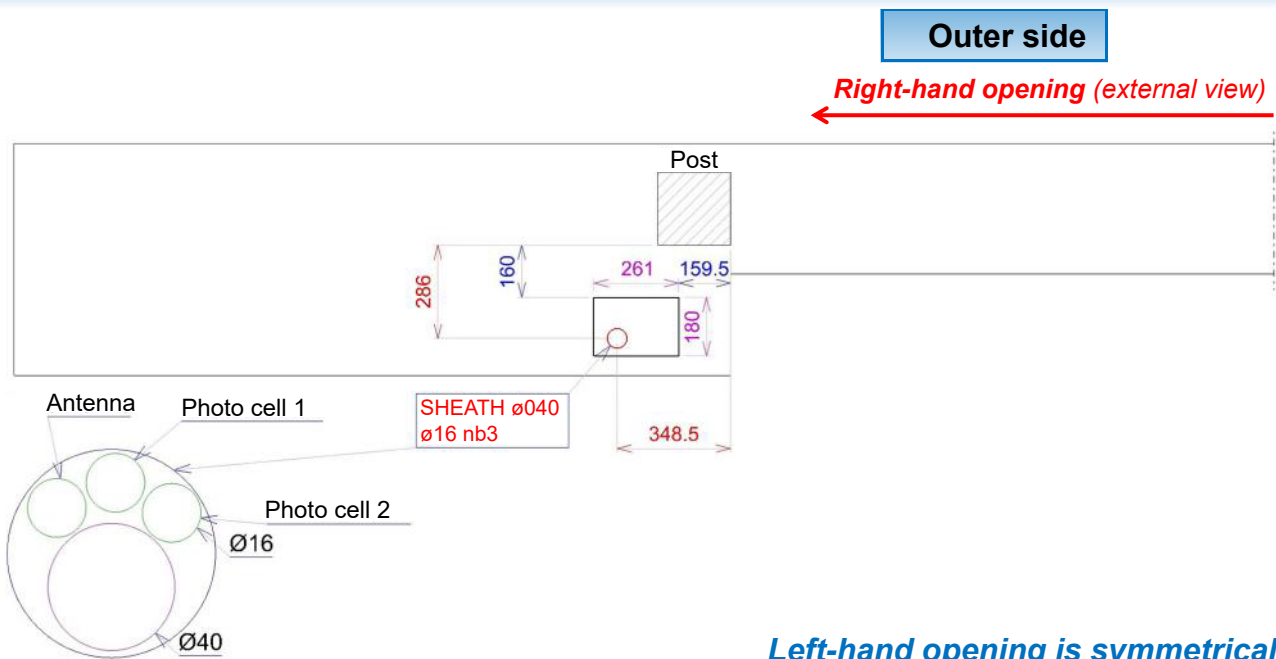 Outer side
Right-hand opening (external view)
Post
286
160
261
159.5
180
SHEATH ø040
ø16 nb3
348.5
Antenna
Photo cell 1
Photo cell 2
Ø16
Ø40
Left-hand opening is symmetrical